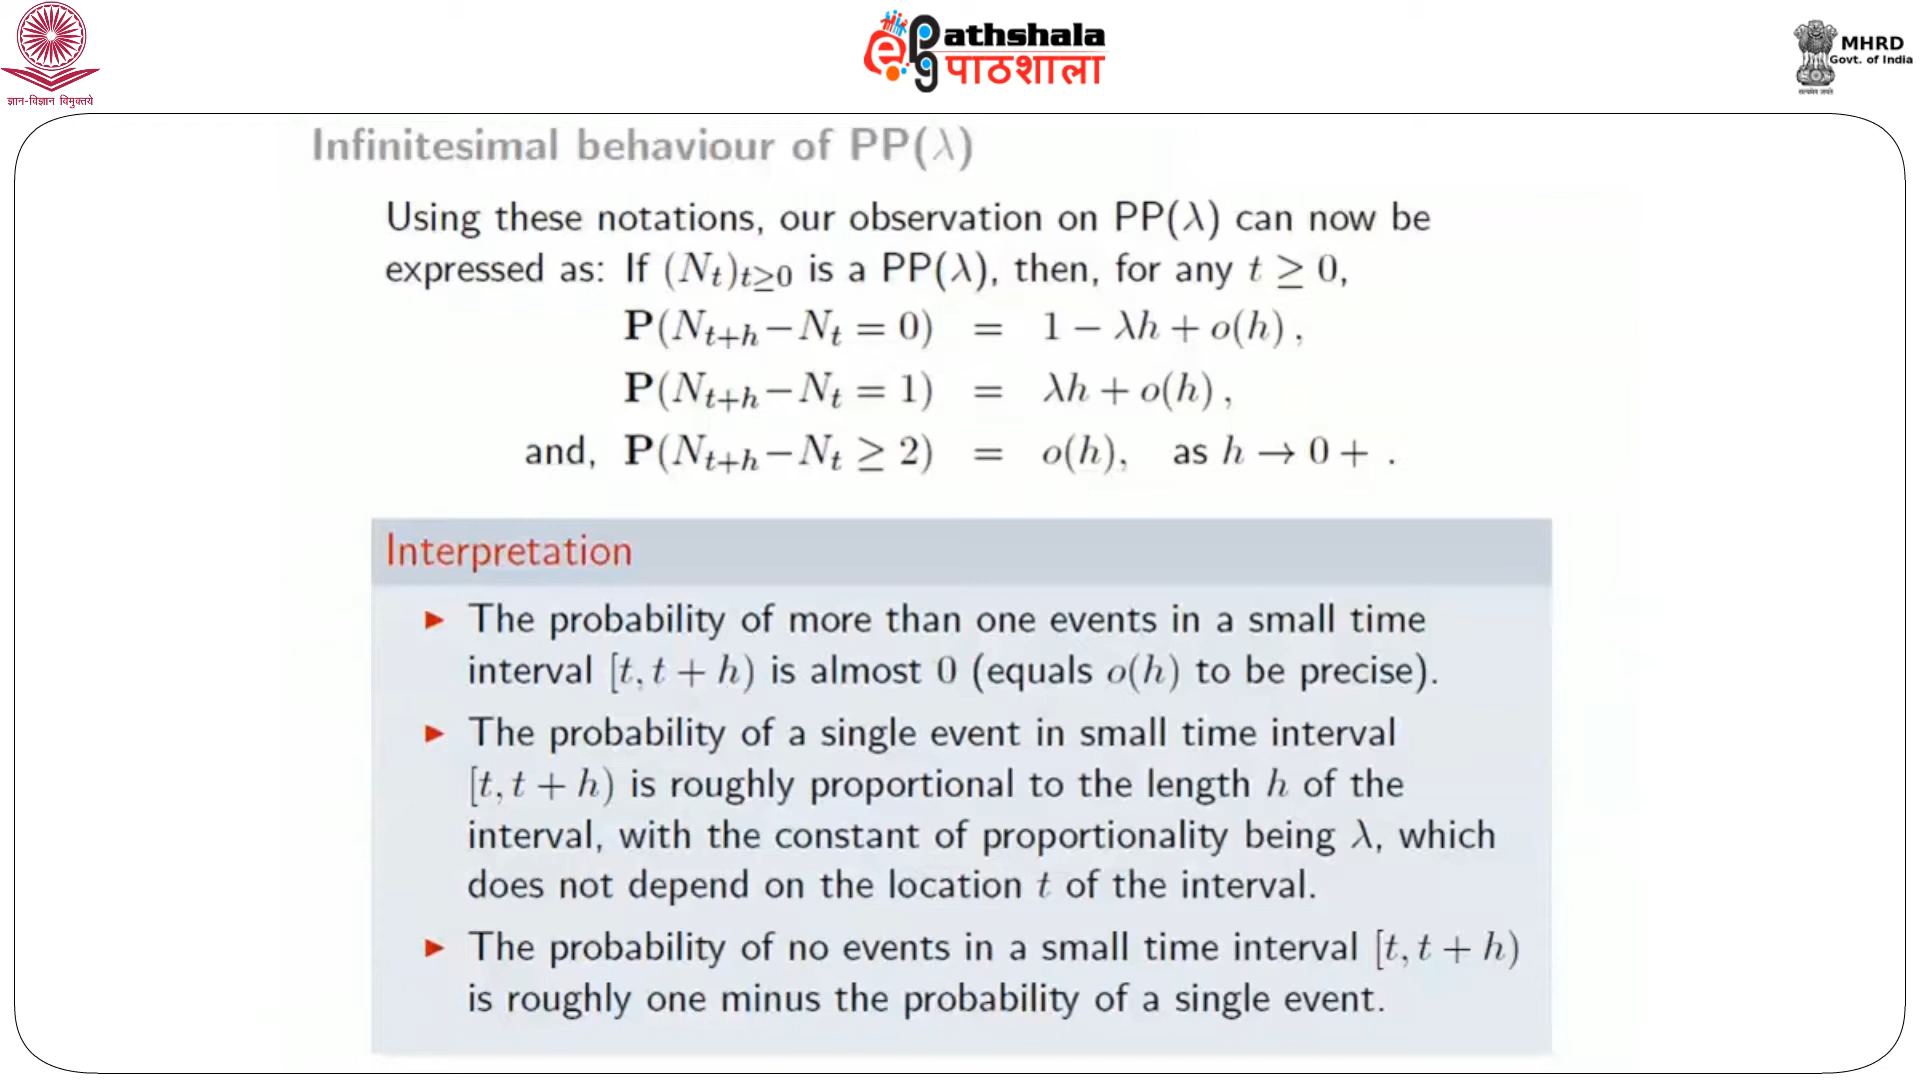 ज्ञान-विज्ञान विमुक्तये
ePathshala
पाठशाला
MHRD
Govt. of India
सत्यमेव जयते
Infinitesimal behaviour of PP(λ)
Using these notations, our observation on PP(λ) can now be
expressed as: If (N_t)_{t≥0} is a PP(λ), then, for any t ≥ 0,
P(N_{t+h} − N_t = 0) = 1 − λh + o(h),
P(N_{t+h} − N_t = 1) = λh + o(h),
and, P(N_{t+h} − N_t ≥ 2) = o(h), as h → 0+ .
Interpretation
► The probability of more than one events in a small time
interval [t, t + h) is almost 0 (equals o(h) to be precise).
► The probability of a single event in small time interval
[t, t + h) is roughly proportional to the length h of the
interval, with the constant of proportionality being λ, which
does not depend on the location t of the interval.
► The probability of no events in a small time interval [t, t + h)
is roughly one minus the probability of a single event.